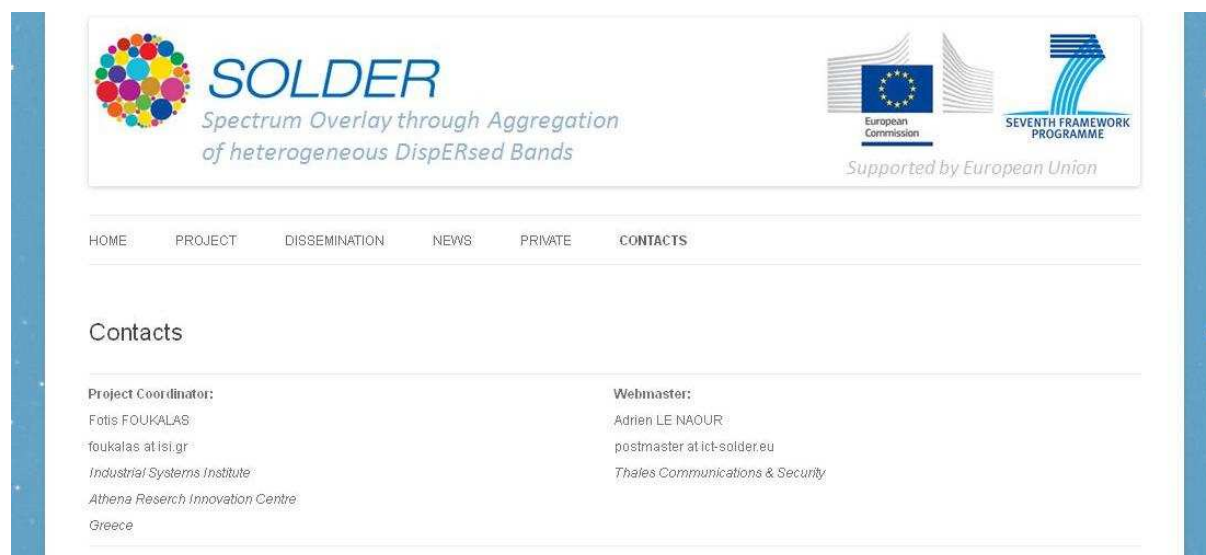 SOLDER
Spectrum Overlay through Aggregation
of heterogeneous DispERsed Bands
European
Commission
SEVENTH FRAMEWORK
PROGRAMME
Supported by European Union
HOME PROJECT DISSEMINATION NEWS PRIVATE CONTACTS
Contacts
Project Coordinator:
Fotis FOUKALAS
foukalas at isi.gr
Industrial Systems Institute
Athena Reserch Innovation Centre
Greece
Webmaster:
Adrien LE NAOUR
postmaster at ict-solder.eu
Thales Communications & Security